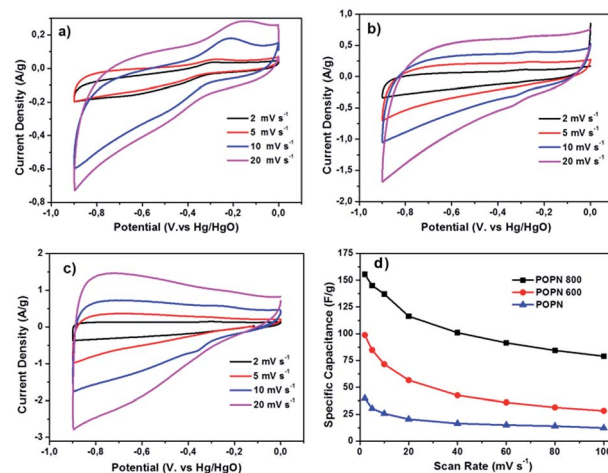 a)
Current Density (A/g)
0,4
0,2
0,0
-0,2
-0,4
-0,6
0,8
2 mV s⁻¹
5 mV s⁻¹
10 mV s⁻¹
20 mV s⁻¹
-1,0 -0,8 -0,6 -0,4 -0,2 0,0
Potential (V.vs Hg/HgO)
b)
Current Density (A/g)
1,0
0,5
0,0
-0,5
-1,0
-1,5
-2,0
2 mV s⁻¹
5 mV s⁻¹
10 mV s⁻¹
20 mV s⁻¹
-1,0 -0,8 -0,6 -0,4 -0,2 0,0
Potential (V.vs Hg/HgO)
c)
Current Density (A/g)
2
1
0
-1
-2
-3
2 mV s⁻¹
5 mV s⁻¹
10 mV s⁻¹
20 mV s⁻¹
-1,0 -0,8 -0,6 -0,4 -0,2 0,0
Potential (V.vs Hg/HgO)
d)
Specific Capacitance (F/g)
175
150
125
100
75
50
25
0
POPN 800
POPN 600
POPN
0 20 40 60 80 100
Scan Rate (mV s⁻¹)